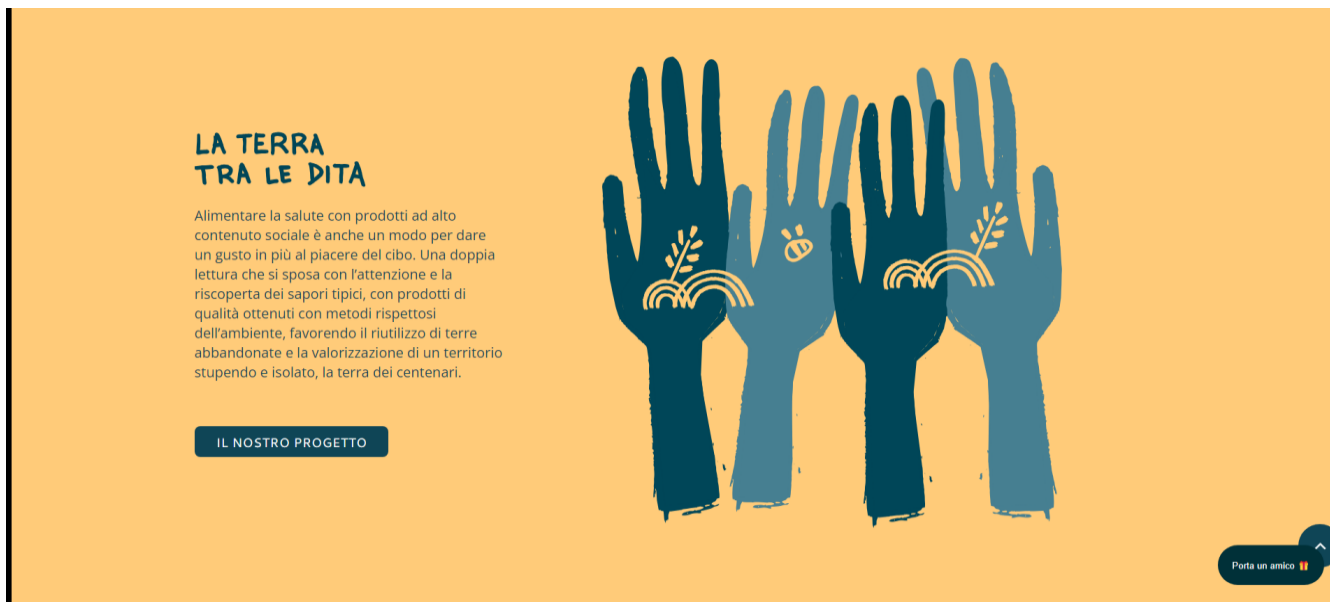 LA TERRA
TRA LE DITA
Alimentare la salute con prodotti ad alto
contenuto sociale è anche un modo per dare
un gusto in più al piacere del cibo. Una doppia
lettura che si sposa con l'attenzione e la
riscoperta dei sapori tipici, con prodotti di
qualità ottenuti con metodi rispettosi
dell'ambiente, favorendo il riutilizzo di terre
abbandonate e la valorizzazione di un territorio
stupendo e isolato, la terra dei centenari.
IL NOSTRO PROGETTO
Porta un amico